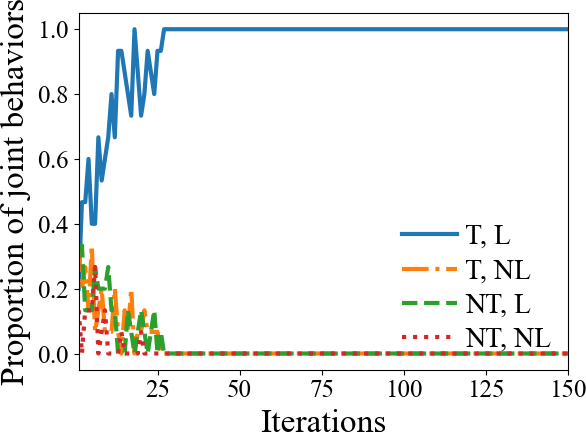 Proportion of joint behaviors
1.0
0.8
0.6
0.4
0.2
0.0
T, L
T, NL
NT, L
NT, NL
25 50 75 100 125 150
Iterations